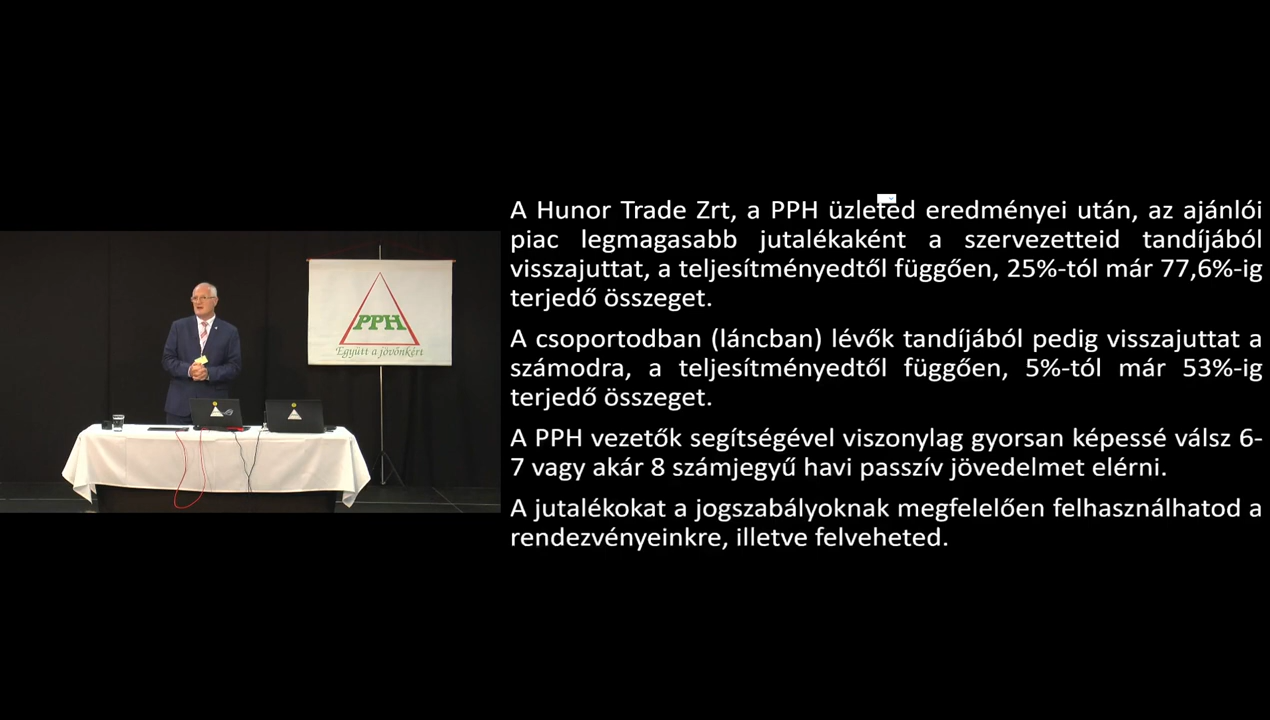 A Hunor Trade Zrt, a PPH üzleted eredményei után, az ajánlói
piac legmagasabb jutalékaként a szervezetteid tandíjából
visszajuttat, a teljesítményedtől függően, 25%-tól már 77,6%-ig
terjedő összeget.
A csoportodban (láncban) lévők tandíjából pedig visszajuttat a
számodra, a teljesítményedtől függően, 5%-tól már 53%-ig
terjedő összeget.
A PPH vezetők segítségével viszonylag gyorsan képessé válsz 6-
7 vagy akár 8 számjegyű havi passzív jövedelmet elérni.
A jutalékokat a jogszabályoknak megfelelően felhasználhatod a
rendezvényeinkre, illetve felveheted.
PPH
Együtt a jövőnkért